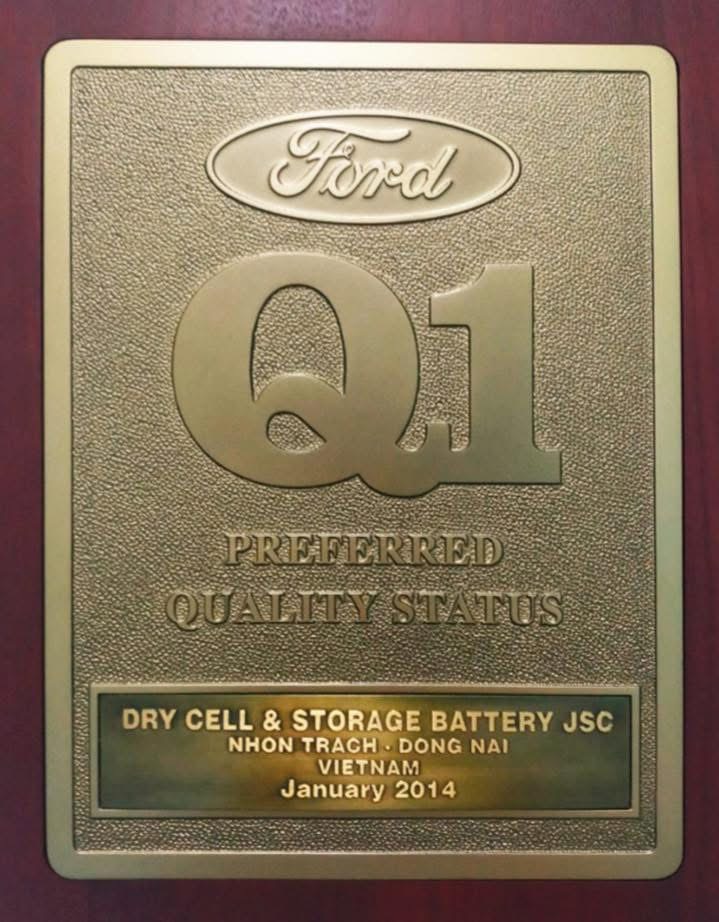 Ford
Q1
PREFERRED
QUALITY STATUS
DRY CELL & STORAGE BATTERY JSC
NHON TRACH · DONG NAI
VIETNAM
January 2014